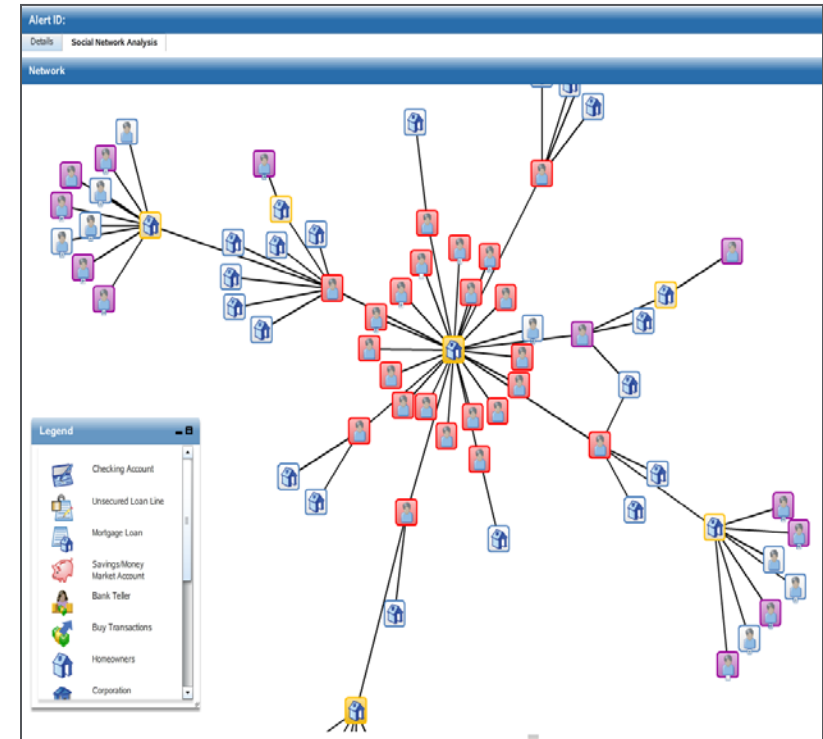 Alert ID:
Details Social Network Analysis
Network
Legend
Checking Account
Unsecured Loan Line
Mortgage Loan
Savings/Money
Market Account
Bank Teller
Buy Transactions
Homeowners
Corporation